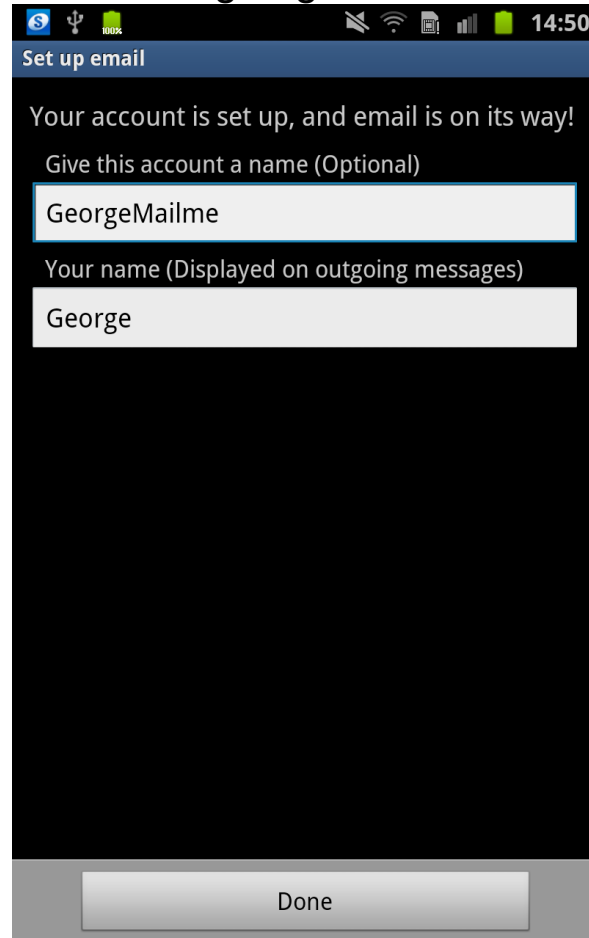 100%
14:50
Set up email
Your account is set up, and email is on its way!
Give this account a name (Optional)
GeorgeMailme
Your name (Displayed on outgoing messages)
George
Done